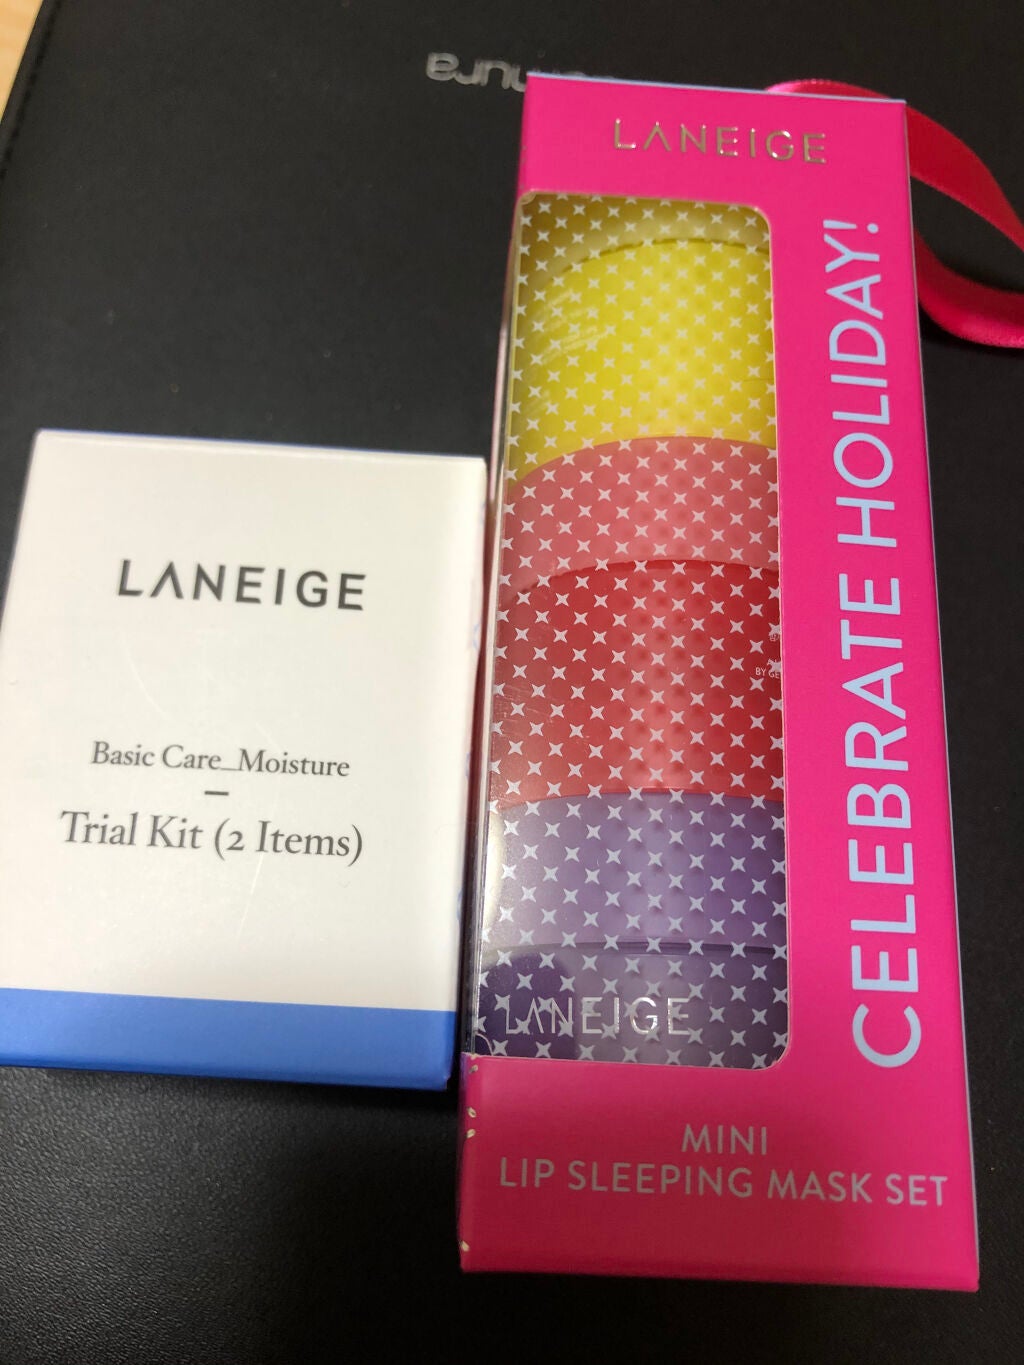 LANEIGE
Basic Care_Moisture
Trial Kit (2 Items)
LANEIGE
CELEBRATE HOLIDAY!
LANEIGE
MINI
LIP SLEEPING MASK SET